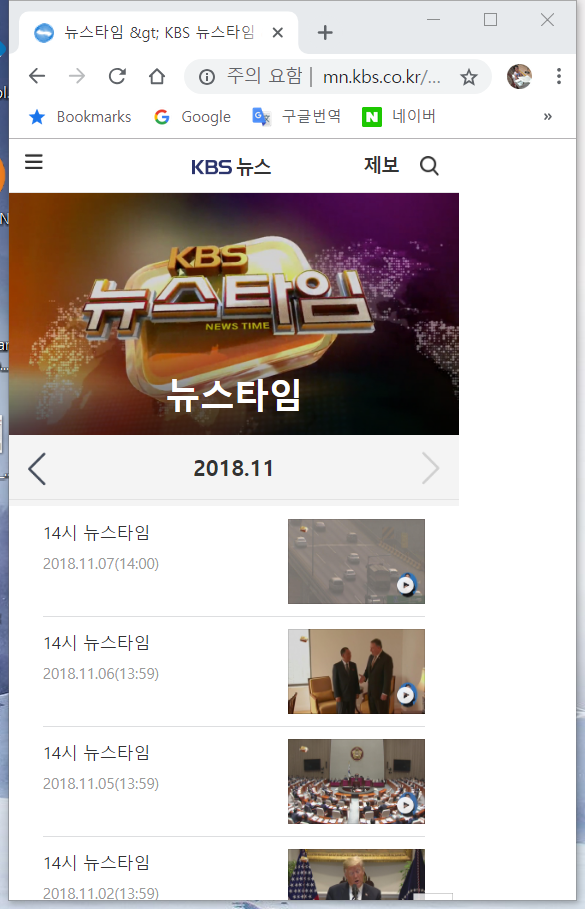 뉴스타임 &gt; KBS 뉴스타임
주의 요함 | mn.kbs.co.kr/...
Bookmarks Google 구글번역 네이버 »
KBS 뉴스 제보
KBS
뉴스타임
NEWS TIME
뉴스타임
2018.11
14시 뉴스타임
2018.11.07(14:00)
14시 뉴스타임
2018.11.06(13:59)
14시 뉴스타임
2018.11.05(13:59)
14시 뉴스타임
2018.11.02(13:59)